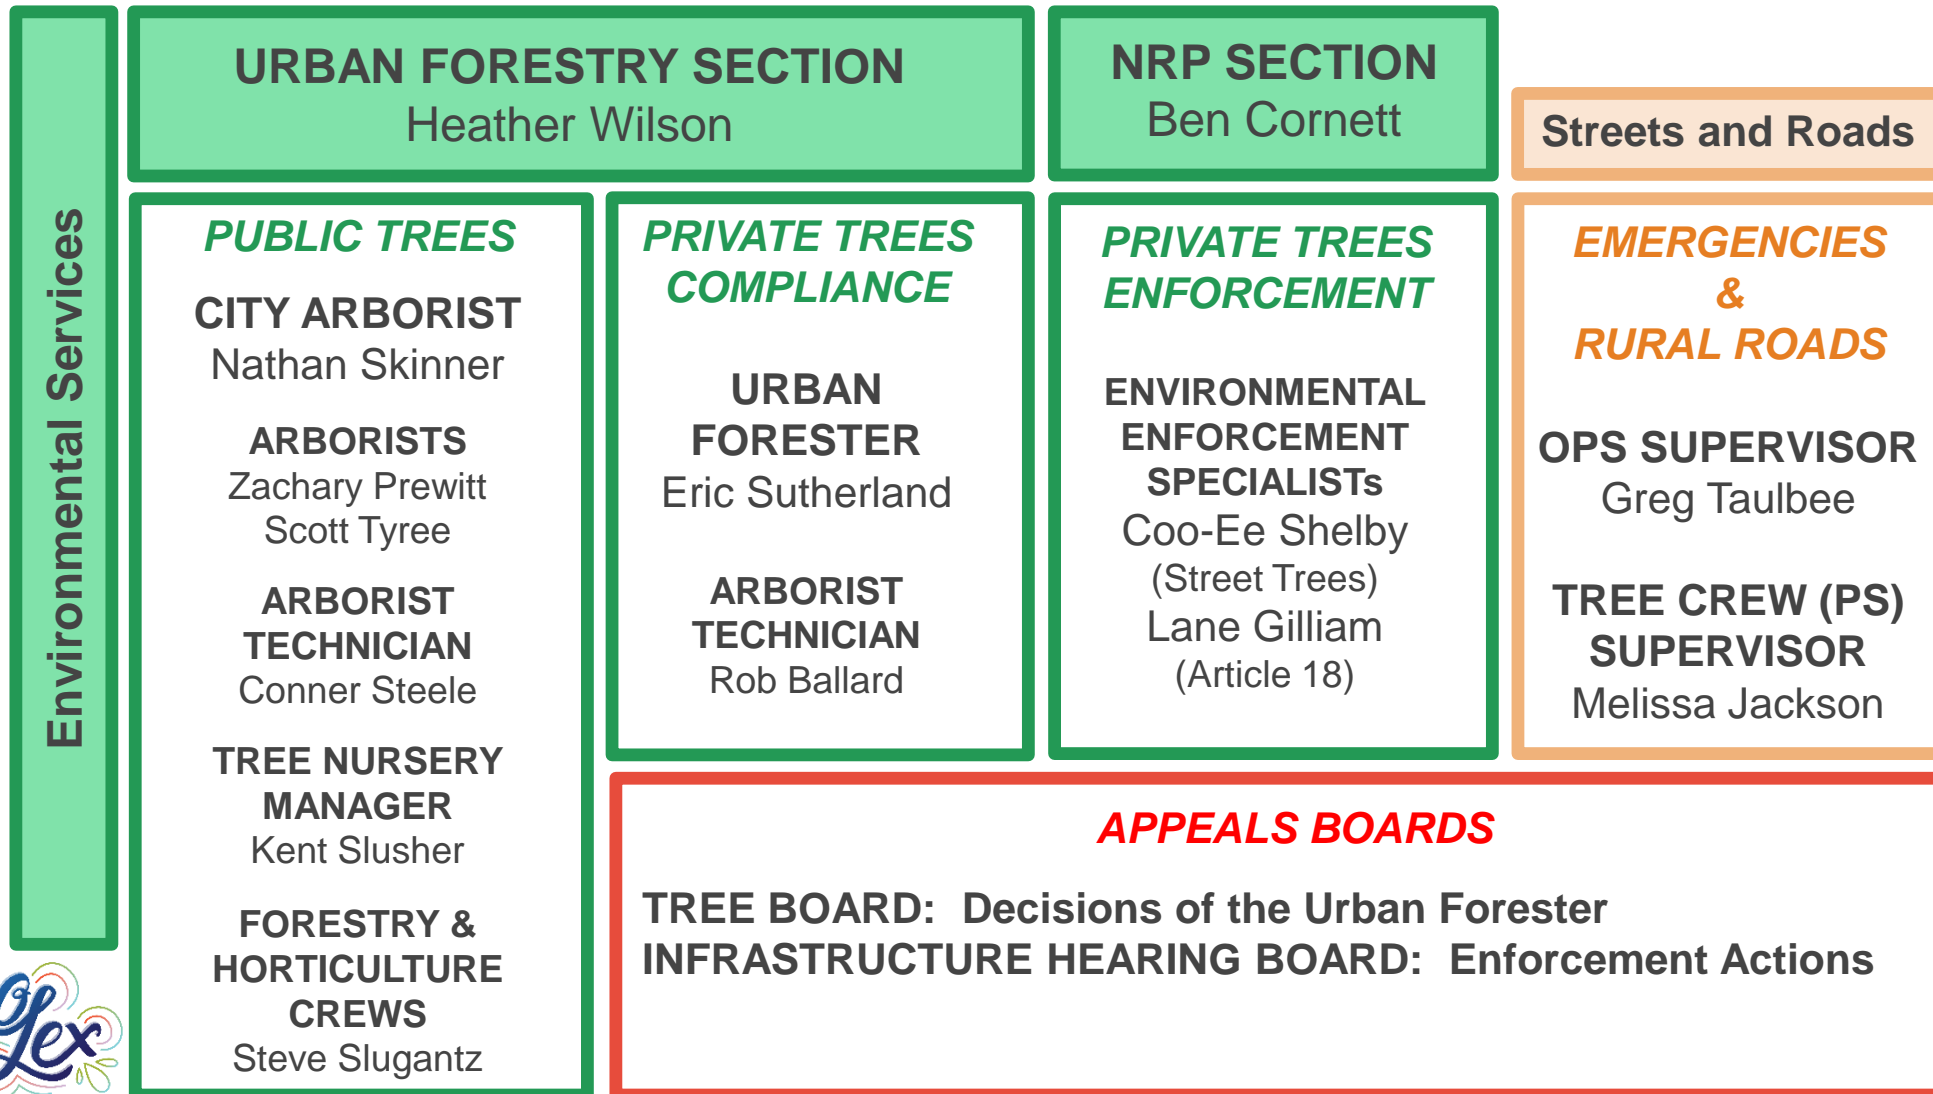 Environmental Services
URBAN FORESTRY SECTION
Heather Wilson
NRP SECTION
Ben Cornett
Streets and Roads
PUBLIC TREES
CITY ARBORIST
Nathan Skinner
ARBORISTS
Zachary Prewitt
Scott Tyree
ARBORIST
TECHNICIAN
Conner Steele
TREE NURSERY
MANAGER
Kent Slusher
FORESTRY &
HORTICULTURE
CREWS
Steve Slugantz
PRIVATE TREES
COMPLIANCE
URBAN
FORESTER
Eric Sutherland
ARBORIST
TECHNICIAN
Rob Ballard
PRIVATE TREES
ENFORCEMENT
ENVIRONMENTAL
ENFORCEMENT
SPECIALISTs
Coo-Ee Shelby
(Street Trees)
Lane Gilliam
(Article 18)
EMERGENCIES
&
RURAL ROADS
OPS SUPERVISOR
Greg Taulbee
TREE CREW (PS)
SUPERVISOR
Melissa Jackson
APPEALS BOARDS
TREE BOARD: Decisions of the Urban Forester
INFRASTRUCTURE HEARING BOARD: Enforcement Actions
Lex